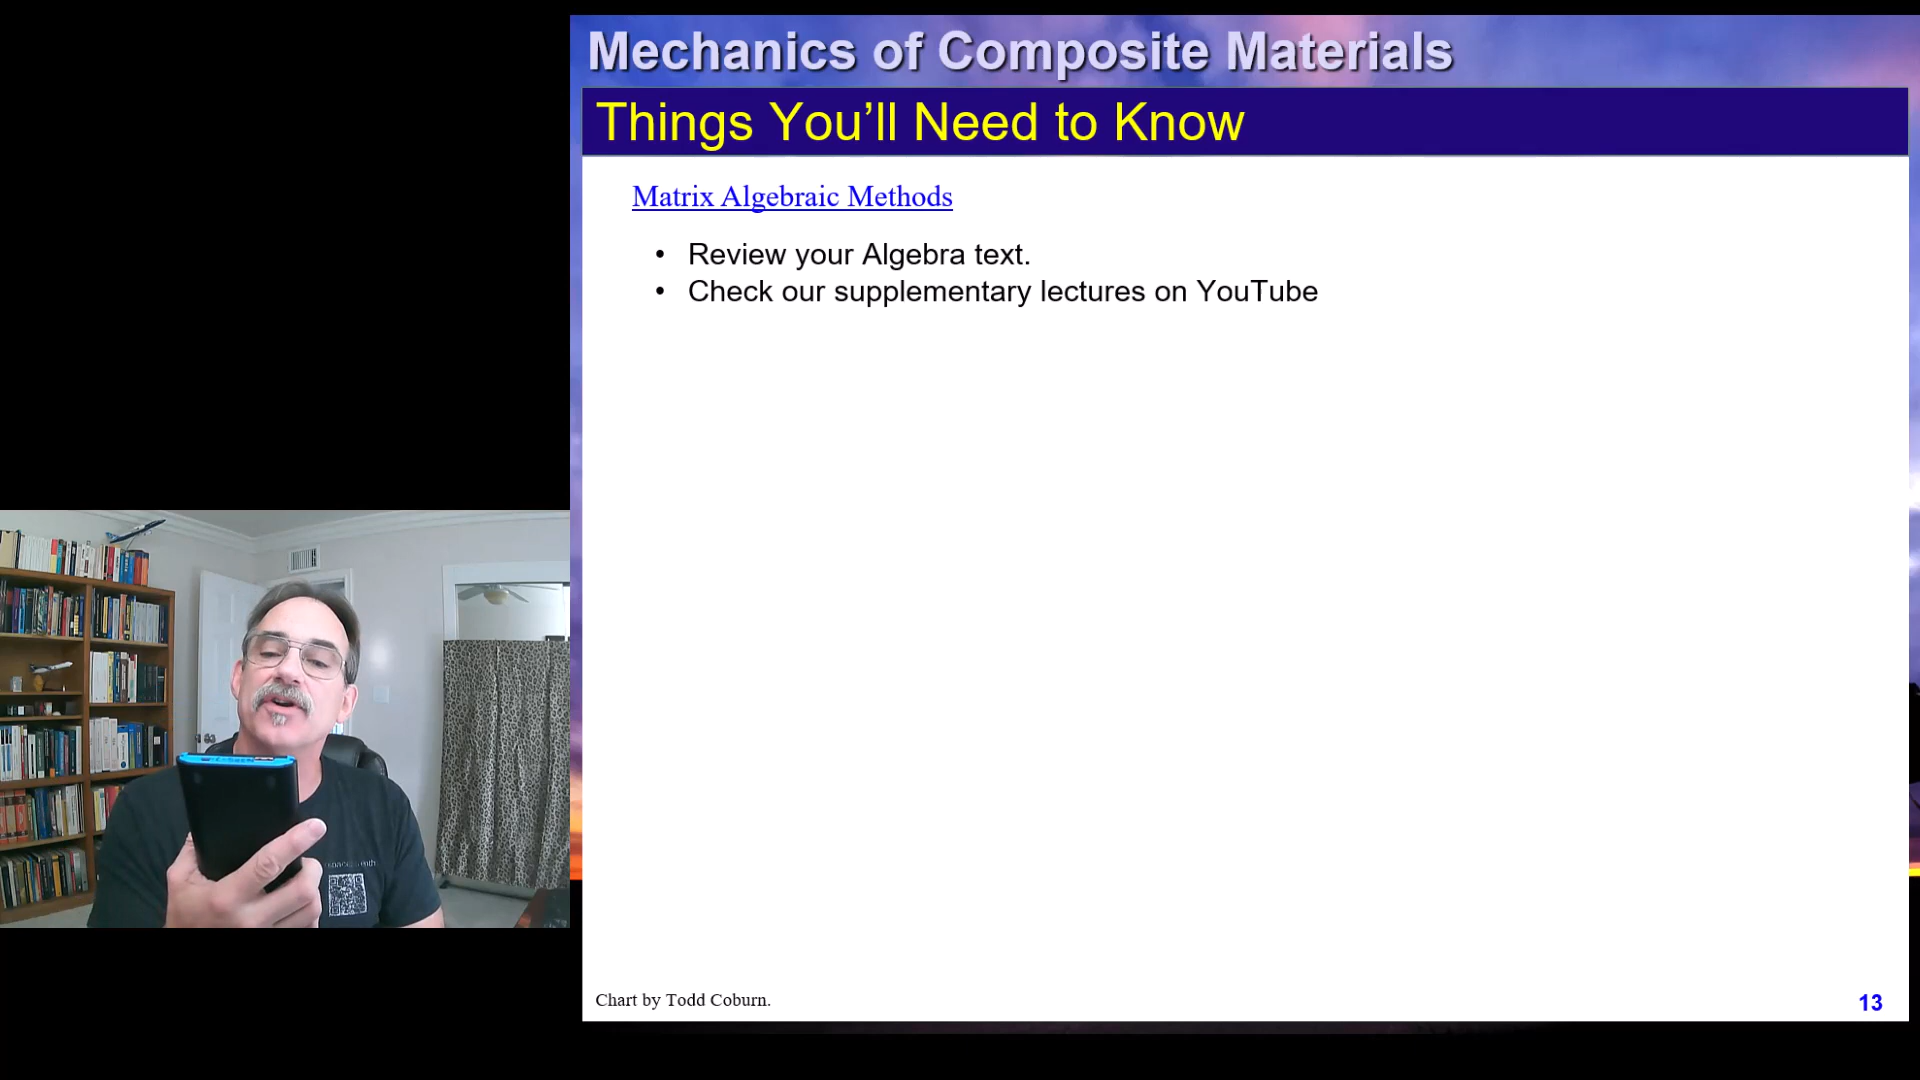 Mechanics of Composite Materials
Things You’ll Need to Know
Matrix Algebraic Methods
• Review your Algebra text.
• Check our supplementary lectures on YouTube
Chart by Todd Coburn.
13